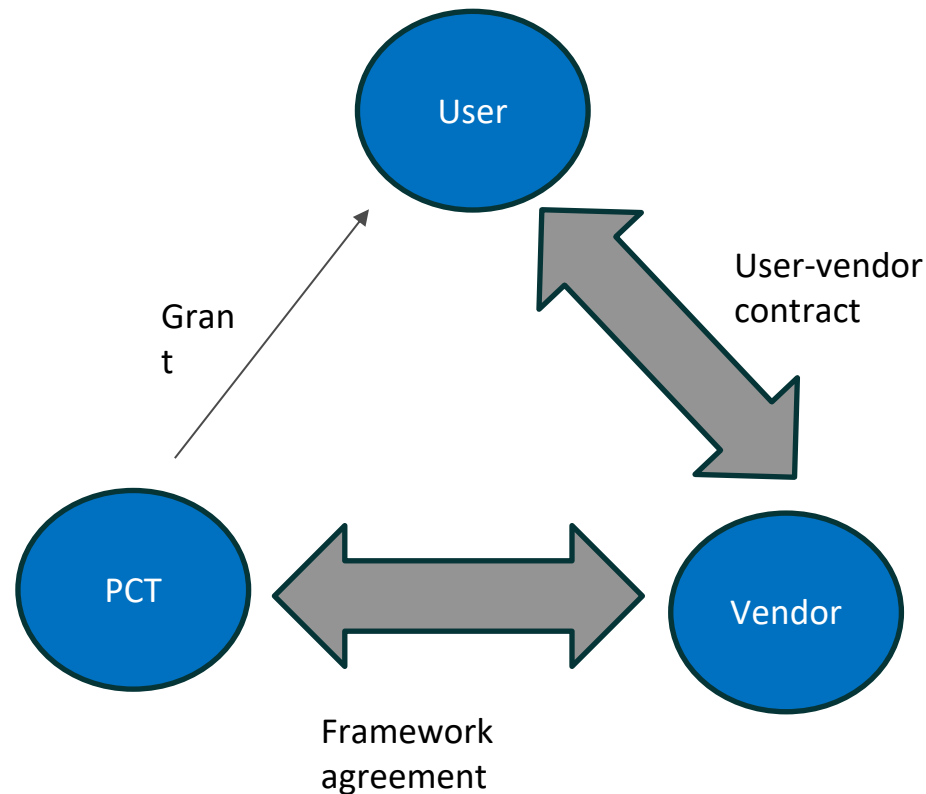 User
User-vendor
contract
Gran
t
PCT
Vendor
Framework
agreement